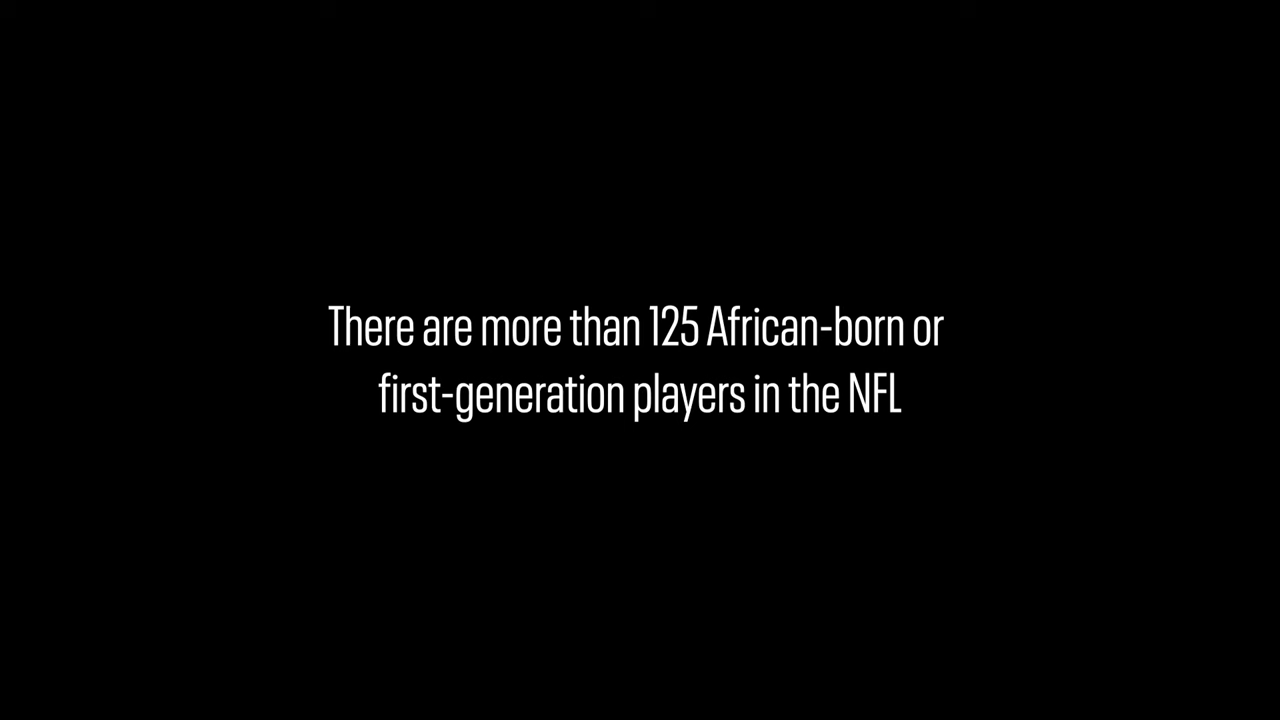 There are more than 125 African-born or
first-generation players in the NFL